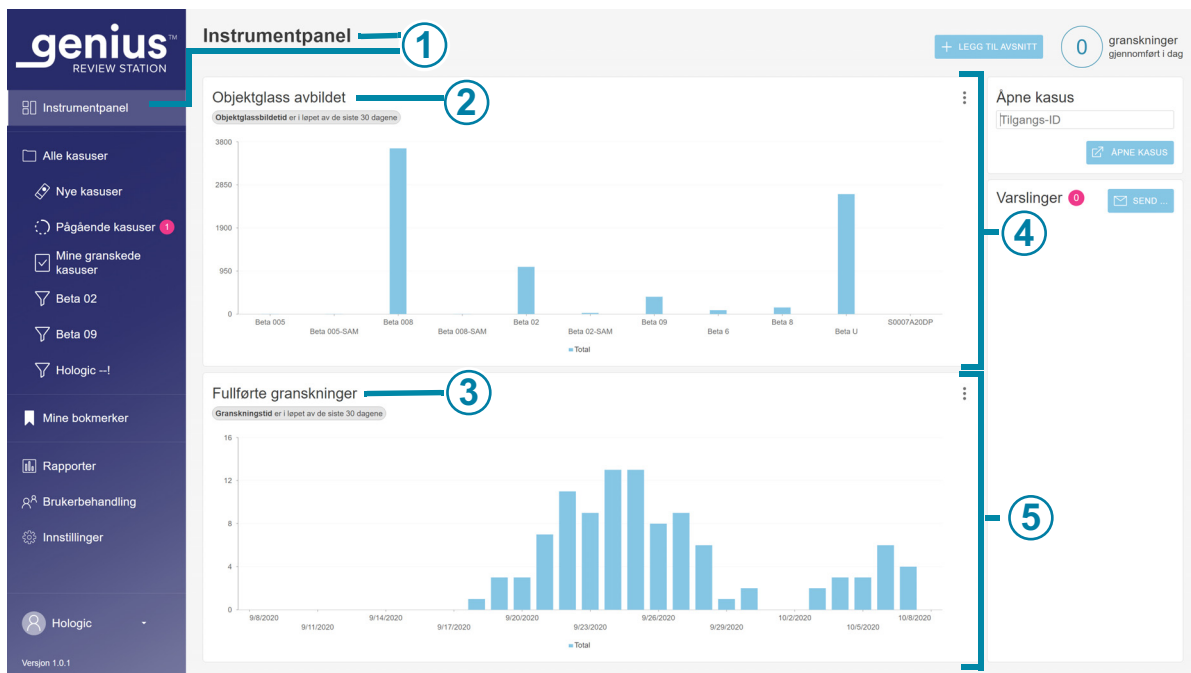 genius™
REVIEW STATION
Instrumentpanel
Alle kasuser
Nye kasuser
Pågående kasuser 1
Mine granskede
kasuser
Beta 02
Beta 09
Hologic --!
Mine bokmerker
Rapporter
Brukerbehandling
Innstillinger
Hologic
Versjon 1.0.1
Instrumentpanel
1
+ LEGG TIL AVSNITT
0
granskninger
gjennomført i dag
Objektglass avbildet
2
Objektglassbildetid er i løpet av de siste 30 dagene
3800
2850
1900
950
0
Beta 005
Beta 005-SAM
Beta 008
Beta 008-SAM
Beta 02
Beta 02-SAM
Beta 09
Beta 6
Beta 8
Beta U
S0007A20DP
Total
4
Fullførte granskninger
3
Granskningstid er i løpet av de siste 30 dagene
16
12
8
4
0
9/8/2020
9/11/2020
9/14/2020
9/17/2020
9/20/2020
9/23/2020
9/26/2020
9/29/2020
10/2/2020
10/5/2020
10/8/2020
Total
5
Åpne kasus
Tilgangs-ID
ÅPNE KASUS
Varslinger 0
SEND ...